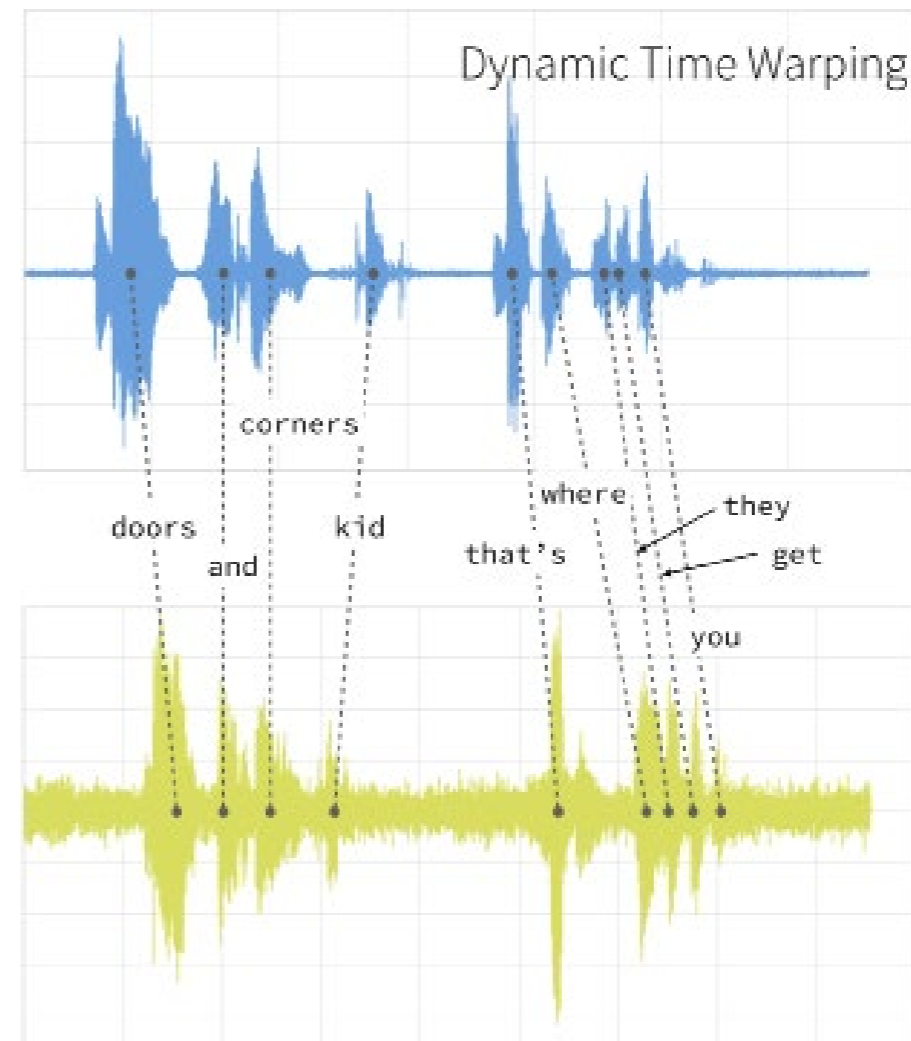 Dynamic Time Warping
corners
where
they
doors
kid
that's
get
and
you